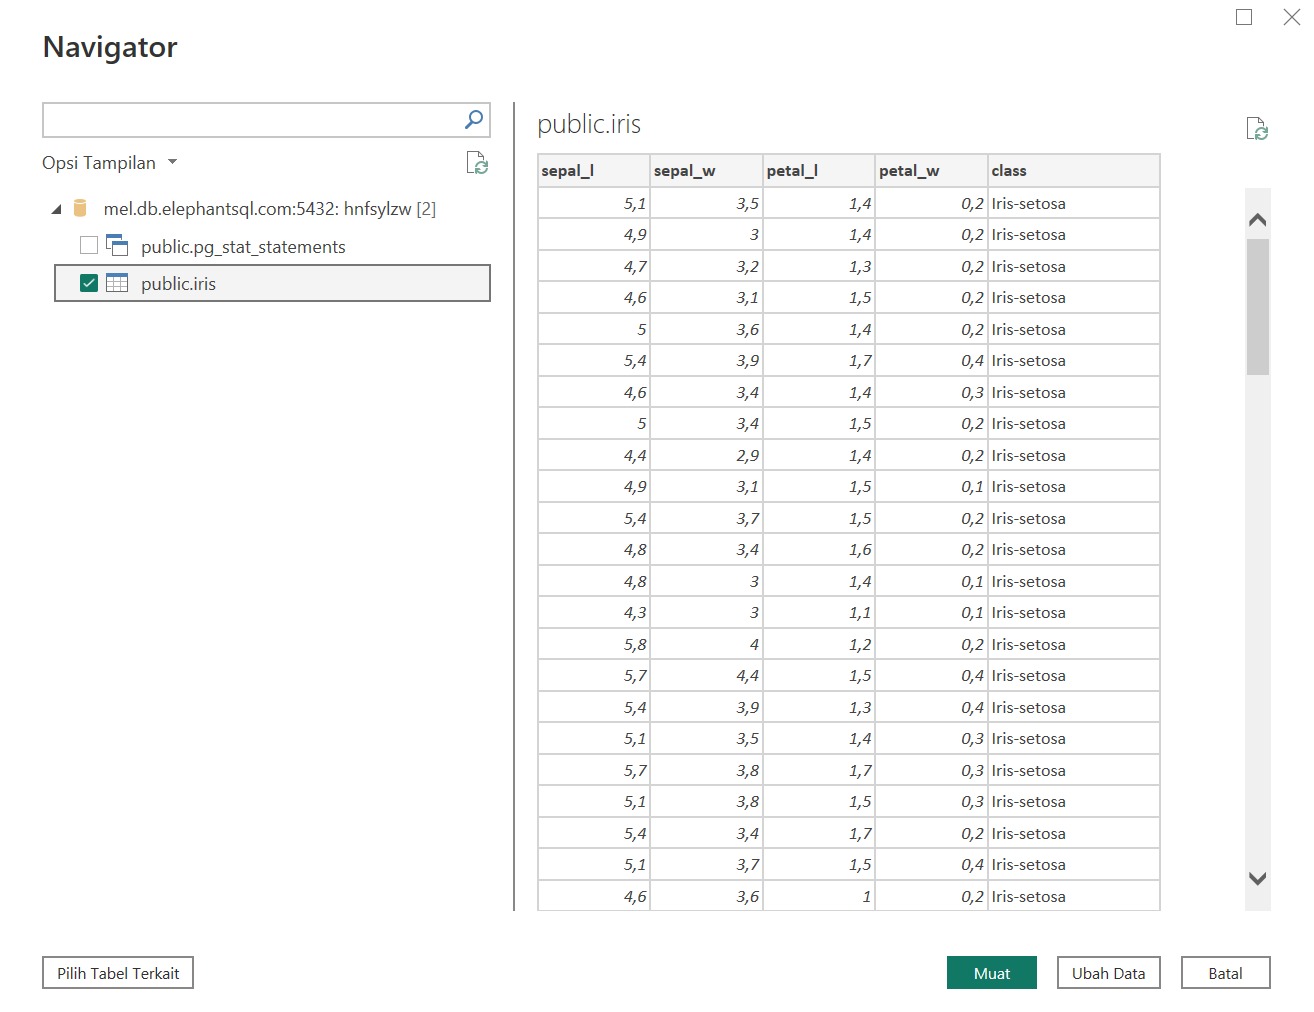 Navigator
Opsi Tampilan
mel.db.elephantsql.com:5432: hnfsylzw [2]
public.pg_stat_statements
public.iris
public.iris
sepal_l sepal_w petal_l petal_w class
5,1 3,5 1,4 0,2 Iris-setosa
4,9 3 1,4 0,2 Iris-setosa
4,7 3,2 1,3 0,2 Iris-setosa
4,6 3,1 1,5 0,2 Iris-setosa
5 3,6 1,4 0,2 Iris-setosa
5,4 3,9 1,7 0,4 Iris-setosa
4,6 3,4 1,4 0,3 Iris-setosa
5 3,4 1,5 0,2 Iris-setosa
4,4 2,9 1,4 0,2 Iris-setosa
4,9 3,1 1,5 0,1 Iris-setosa
5,4 3,7 1,5 0,2 Iris-setosa
4,8 3,4 1,6 0,2 Iris-setosa
4,8 3 1,4 0,1 Iris-setosa
4,3 3 1,1 0,1 Iris-setosa
5,8 4 1,2 0,2 Iris-setosa
5,7 4,4 1,5 0,4 Iris-setosa
5,4 3,9 1,3 0,4 Iris-setosa
5,1 3,5 1,4 0,3 Iris-setosa
5,7 3,8 1,7 0,3 Iris-setosa
5,1 3,8 1,5 0,3 Iris-setosa
5,4 3,4 1,7 0,2 Iris-setosa
5,1 3,7 1,5 0,4 Iris-setosa
4,6 3,6 1 0,2 Iris-setosa
Pilih Tabel Terkait Muat Ubah Data Batal